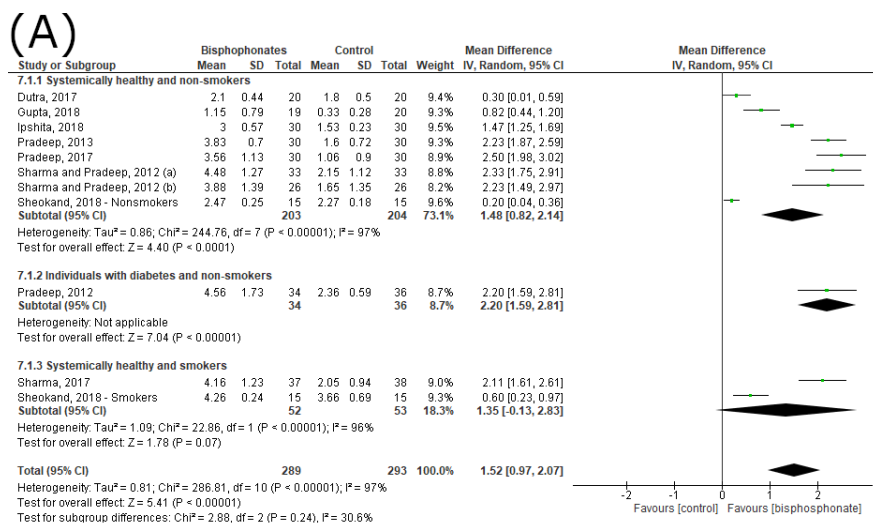 (A)
Bisphophonates Control Mean Difference Mean Difference
Study or Subgroup Mean SD Total Mean SD Total Weight IV, Random, 95% CI IV, Random, 95% CI
7.1.1 Systemically healthy and non-smokers
Dutra, 2017 2.1 0.44 20 1.8 0.5 20 9.4% 0.30 [0.01, 0.59]
Gupta, 2018 1.15 0.79 19 0.33 0.28 20 9.2% 0.82 [0.44, 1.20]
Ipshita, 2018 3 0.57 30 1.53 0.23 30 9.5% 1.47 [1.25, 1.69]
Pradeep, 2013 3.83 0.7 30 1.6 0.72 30 9.3% 2.23 [1.87, 2.59]
Pradeep, 2017 3.56 1.13 30 1.06 0.9 30 9.0% 2.50 [1.98, 3.02]
Sharma and Pradeep, 2012 (a) 4.48 1.27 33 2.15 1.12 33 8.8% 2.33 [1.75, 2.91]
Sharma and Pradeep, 2012 (b) 3.88 1.39 26 1.65 1.35 26 8.2% 2.23 [1.49, 2.97]
Sheokand, 2018 - Nonsmokers 2.47 0.25 15 2.27 0.18 15 9.6% 0.20 [0.04, 0.36]
Subtotal (95% CI) 203 204 73.1% 1.48 [0.82, 2.14]
Heterogeneity: Tau² = 0.86; Chi² = 244.76, df = 7 (P < 0.00001); I² = 97%
Test for overall effect: Z = 4.40 (P < 0.0001)
7.1.2 Individuals with diabetes and non-smokers
Pradeep, 2012 4.56 1.73 34 2.36 0.59 36 8.7% 2.20 [1.59, 2.81]
Subtotal (95% CI) 34 36 8.7% 2.20 [1.59, 2.81]
Heterogeneity: Not applicable
Test for overall effect: Z = 7.04 (P < 0.00001)
7.1.3 Systemically healthy and smokers
Sharma, 2017 4.16 1.23 37 2.05 0.94 38 9.0% 2.11 [1.61, 2.61]
Sheokand, 2018 - Smokers 4.26 0.24 15 3.66 0.69 15 9.2% 0.60 [0.23, 0.97]
Subtotal (95% CI) 52 53 18.3% 1.35 [-0.13, 2.83]
Heterogeneity: Tau² = 1.09; Chi² = 22.86, df = 1 (P < 0.00001); I² = 96%
Test for overall effect: Z = 1.78 (P = 0.07)
Total (95% CI) 289 293 100.0% 1.52 [0.97, 2.07]
Heterogeneity: Tau² = 0.81; Chi² = 286.81, df = 10 (P < 0.00001); I² = 97%
Test for overall effect: Z = 5.41 (P < 0.00001)
Test for subgroup differences: Chi² = 2.88, df = 2 (P = 0.24), I² = 30.6%
-2 -1 0 1 2
Favours [control] Favours [bisphophonate]